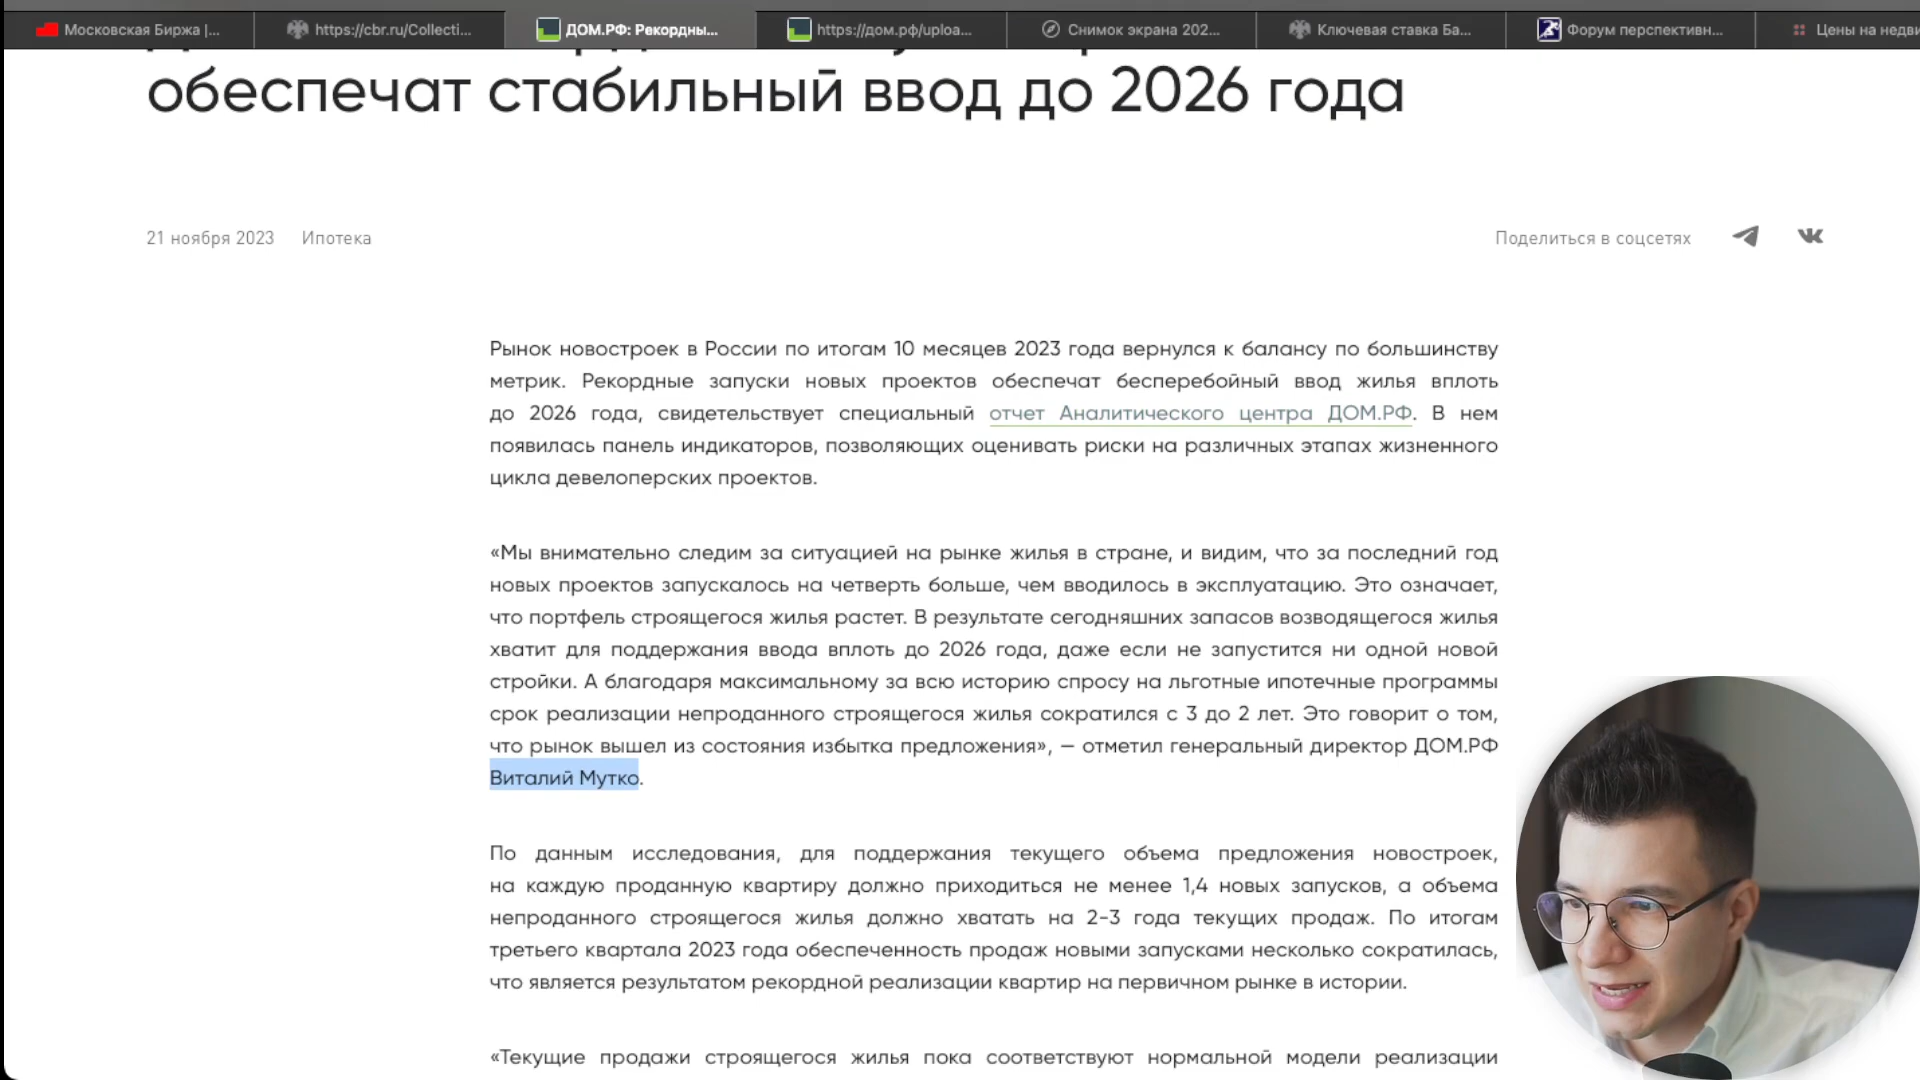 Московская Биржа |...
https://cbr.ru/Collecti...
ДОМ.РФ: Рекордны...
https://дом.рф/uploa...
Снимок экрана 202...
Ключевая ставка Ба...
Форум перспективн...
Цены на недви
обеспечат стабильный ввод до 2026 года
21 ноября 2023 Ипотека
Поделиться в соцсетях
Рынок новостроек в России по итогам 10 месяцев 2023 года вернулся к балансу по большинству
метрик. Рекордные запуски новых проектов обеспечат бесперебойный ввод жилья вплоть
до 2026 года, свидетельствует специальный отчет Аналитического центра ДОМ.РФ. В нем
появилась панель индикаторов, позволяющих оценивать риски на различных этапах жизненного
цикла девелоперских проектов.
«Мы внимательно следим за ситуацией на рынке жилья в стране, и видим, что за последний год
новых проектов запускалось на четверть больше, чем вводилось в эксплуатацию. Это означает,
что портфель строящегося жилья растет. В результате сегодняшних запасов возводящегося жилья
хватит для поддержания ввода вплоть до 2026 года, даже если не запустится ни одной новой
стройки. А благодаря максимальному за всю историю спросу на льготные ипотечные программы
срок реализации непроданного строящегося жилья сократился с 3 до 2 лет. Это говорит о том,
что рынок вышел из состояния избытка предложения», — отметил генеральный директор ДОМ.РФ
Виталий Мутко.
По данным исследования, для поддержания текущего объема предложения новостроек,
на каждую проданную квартиру должно приходиться не менее 1,4 новых запусков, а объема
непроданного строящегося жилья должно хватать на 2-3 года текущих продаж. По итогам
третьего квартала 2023 года обеспеченность продаж новыми запусками несколько сократилась,
что является результатом рекордной реализации квартир на первичном рынке в истории.
«Текущие продажи строящегося жилья пока соответствуют нормальной модели реализации